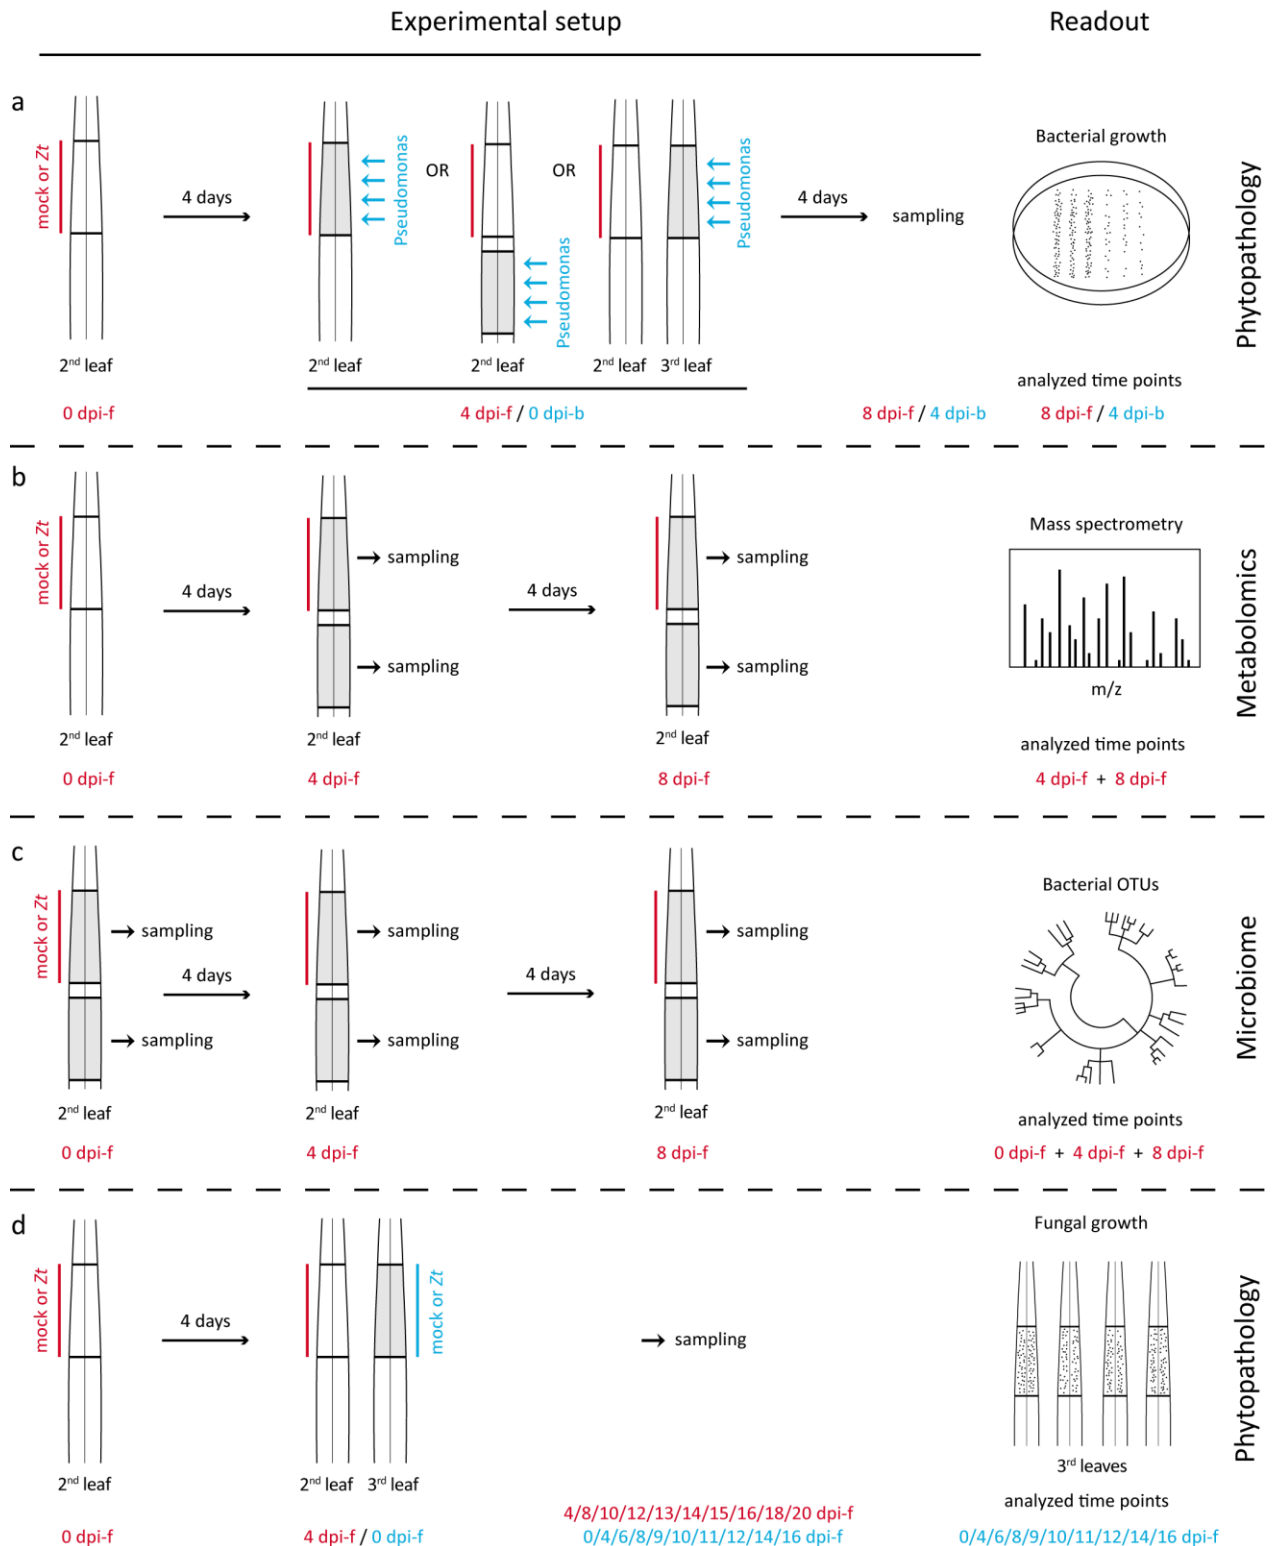 Experimental setup
Readout
a
mock or Zt
4 days
Pseudomonas
OR
Pseudomonas
OR
Pseudomonas
4 days
sampling
Bacterial growth
Phytopathology
2nd leaf
2nd leaf
2nd leaf
2nd leaf
3rd leaf
analyzed time points
0 dpi-f
4 dpi-f / 0 dpi-b
8 dpi-f / 4 dpi-b
8 dpi-f / 4 dpi-b
b
mock or Zt
4 days
sampling
sampling
4 days
sampling
sampling
Mass spectrometry
m/z
Metabolomics
2nd leaf
2nd leaf
2nd leaf
analyzed time points
0 dpi-f
4 dpi-f
8 dpi-f
4 dpi-f + 8 dpi-f
c
mock or Zt
sampling
sampling
4 days
sampling
sampling
4 days
sampling
sampling
Bacterial OTUs
Microbiome
2nd leaf
2nd leaf
2nd leaf
analyzed time points
0 dpi-f
4 dpi-f
8 dpi-f
0 dpi-f + 4 dpi-f + 8 dpi-f
d
mock or Zt
4 days
mock or Zt
sampling
Fungal growth
Phytopathology
2nd leaf
2nd leaf
3rd leaf
3rd leaves
analyzed time points
0 dpi-f
4 dpi-f / 0 dpi-f
4/8/10/12/13/14/15/16/18/20 dpi-f
0/4/6/8/9/10/11/12/14/16 dpi-f
0/4/6/8/9/10/11/12/14/16 dpi-f